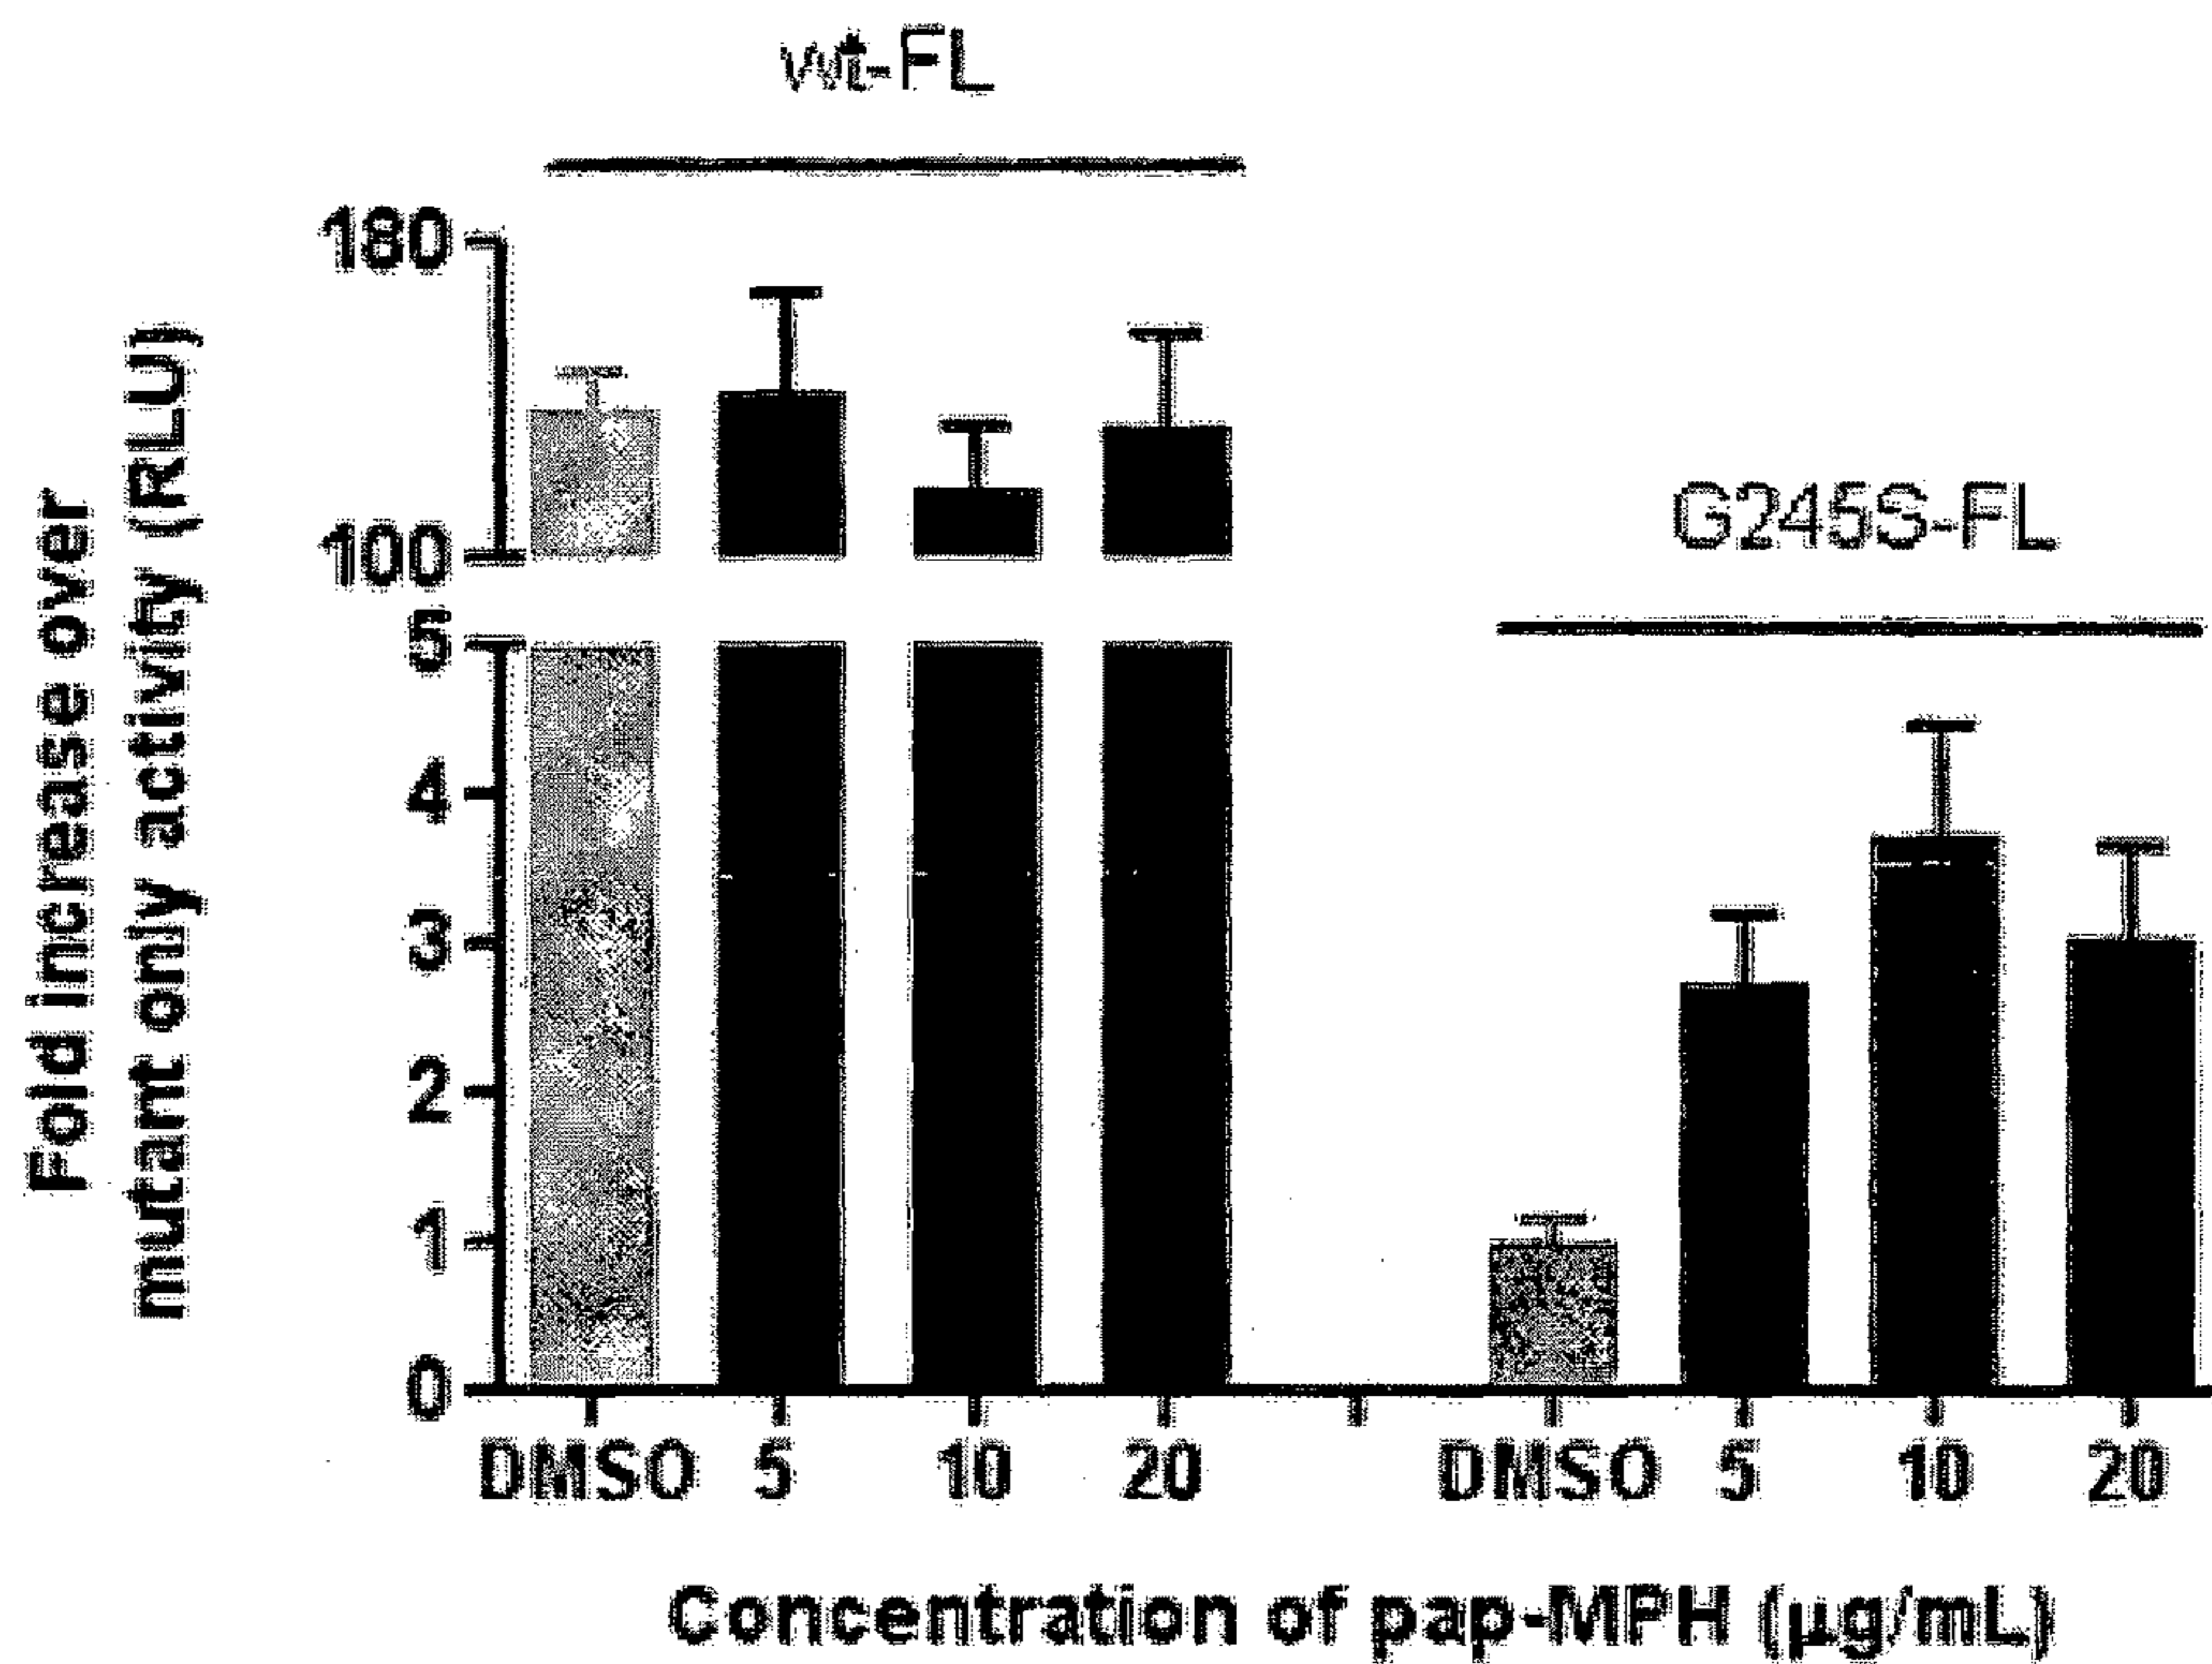 wt-FL
180
100
5
4
3
2
1
0
Fold increase over
mutant only activity (RLU)
G245S-FL
DMSO 5 10 20 DMSO 5 10 20
Concentration of pap-MPH (µg/mL)